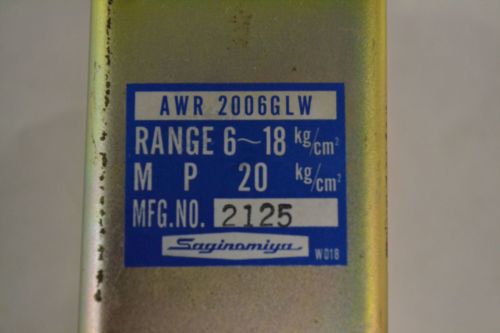 AWR 2006GLW
RANGE 6~18 kg/cm²
M P 20 kg/cm²
MFG.NO. 2125
Saginomiya W018